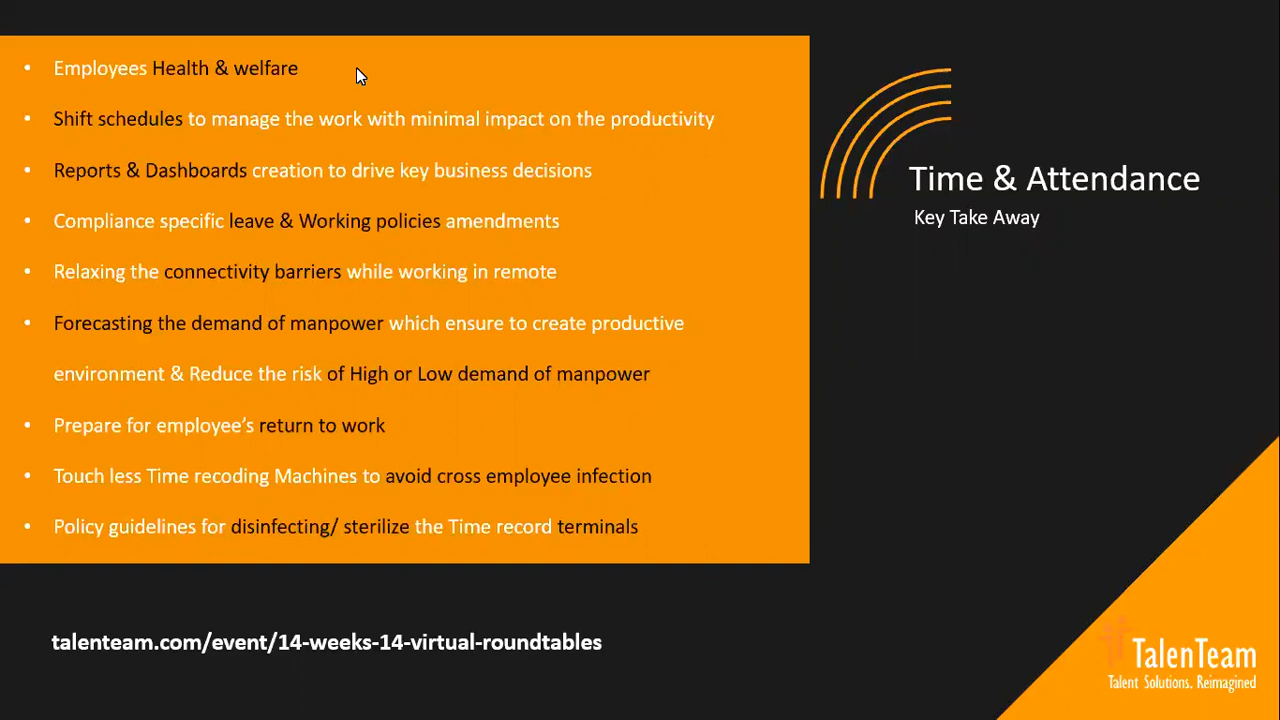 • Employees Health & welfare
• Shift schedules to manage the work with minimal impact on the productivity
• Reports & Dashboards creation to drive key business decisions
• Compliance specific leave & Working policies amendments
• Relaxing the connectivity barriers while working in remote
• Forecasting the demand of manpower which ensure to create productive
environment & Reduce the risk of High or Low demand of manpower
• Prepare for employee’s return to work
• Touch less Time recoding Machines to avoid cross employee infection
• Policy guidelines for disinfecting/ sterilize the Time record terminals
Time & Attendance
Key Take Away
talenteam.com/event/14-weeks-14-virtual-roundtables
TalenTeam
Talent Solutions, Reimagined